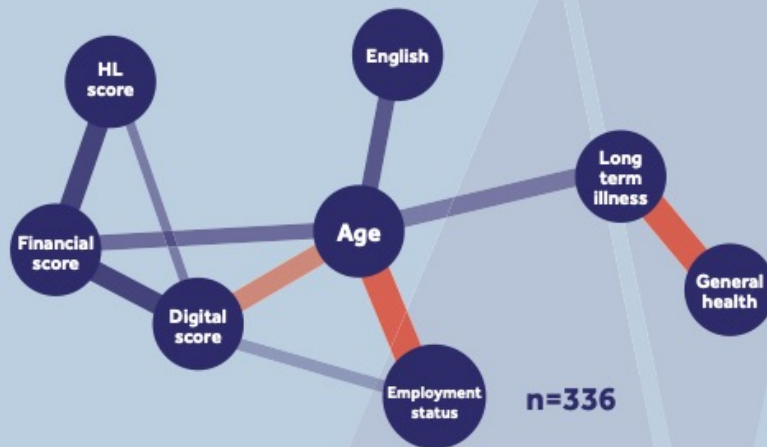 HL
score
English
Long
term
illness
Age
Financial
score
General
health
Digital
score
Employment
status
n=336